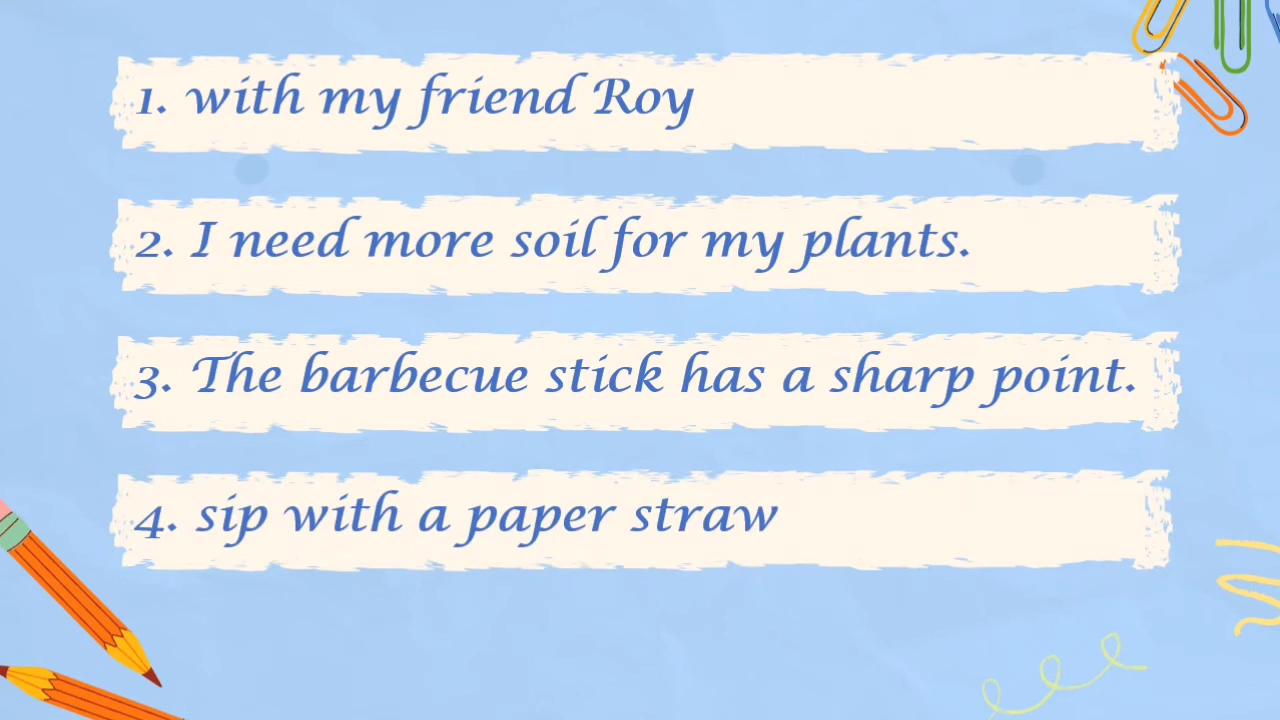 1. with my friend Roy
2. I need more soil for my plants.
3. The barbecue stick has a sharp point.
4. sip with a paper straw